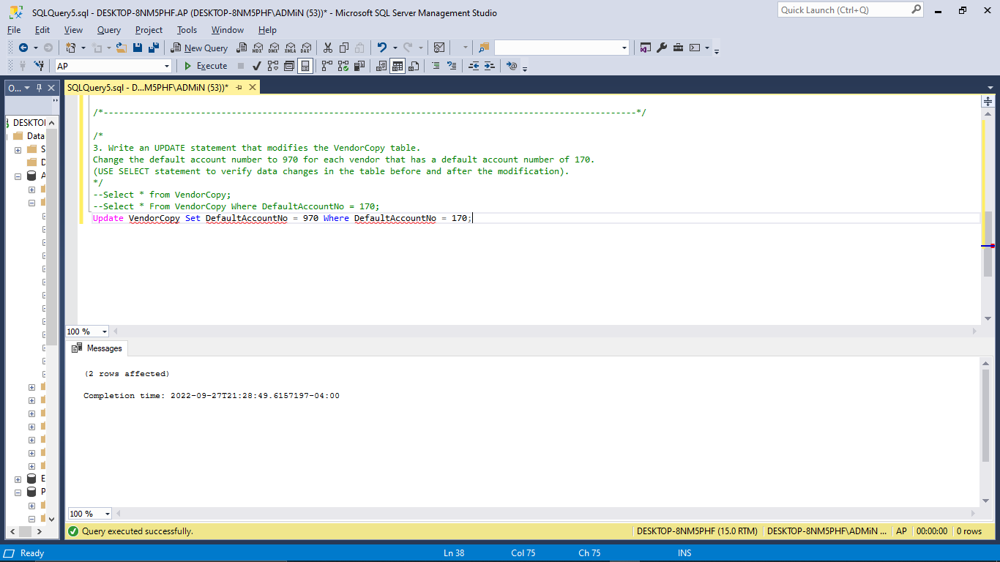 SQLQuery5.sql - DESKTOP-8NM5PHF.AP (DESKTOP-8NM5PHF\ADMiN (53))* - Microsoft SQL Server Management Studio
Quick Launch (Ctrl+Q)
File Edit View Query Project Tools Window Help
New Query MDX DMX XMLA DAX
AP Execute
O... SQLQuery5.sql - D...M5PHF\ADMiN (53))*
/*--------------------------------------------------------------------------------------------------------*/
DESKTO
/*
Data
3. Write an UPDATE statement that modifies the VendorCopy table.
S
Change the default account number to 970 for each vendor that has a default account number of 170.
D
(USE SELECT statement to verify data changes in the table before and after the modification).
A
*/
--Select * from VendorCopy;
--Select * From VendorCopy Where DefaultAccountNo = 170;
Update VendorCopy Set DefaultAccountNo = 970 Where DefaultAccountNo = 170;
100 %
Messages
(2 rows affected)
Completion time: 2022-09-27T21:28:49.6157197-04:00
E
P
100 %
Query executed successfully. DESKTOP-8NM5PHF (15.0 RTM) DESKTOP-8NM5PHF\ADMiN ... AP 00:00:00 0 rows
Ready Ln 38 Col 75 Ch 75 INS